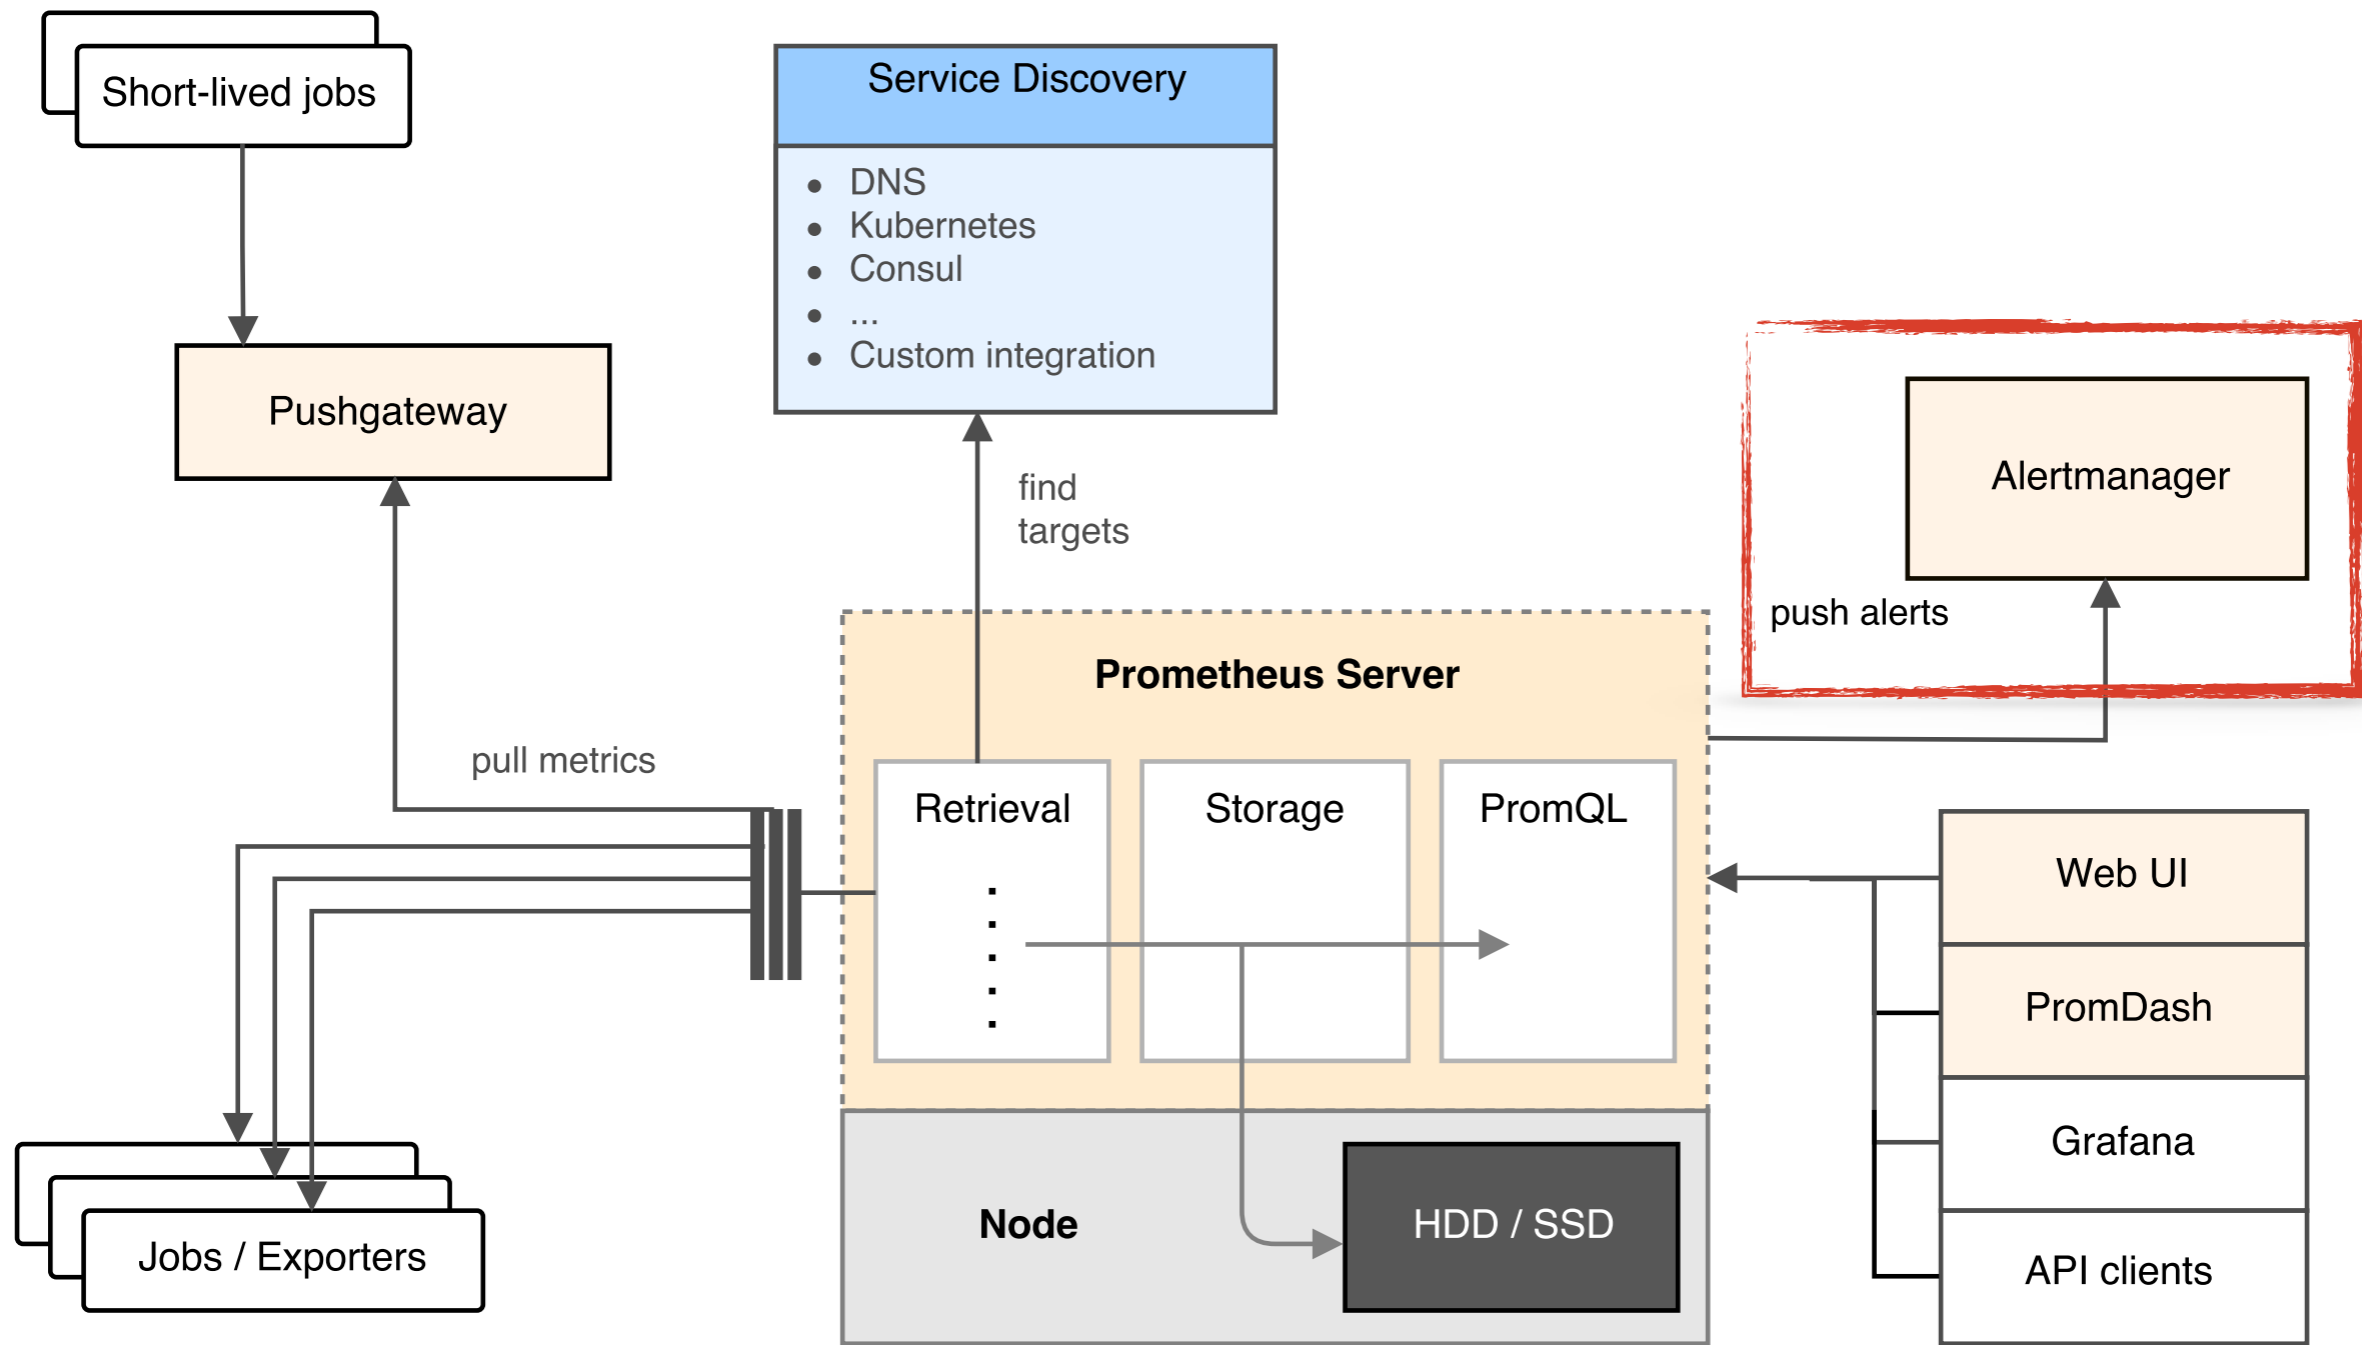 Short-lived jobs
Service Discovery
DNS
Kubernetes
Consul
...
Custom integration
Pushgateway
find
targets
Alertmanager
push alerts
Prometheus Server
pull metrics
Retrieval
Storage
PromQL
Web UI
PromDash
Grafana
API clients
Node
HDD / SSD
Jobs / Exporters